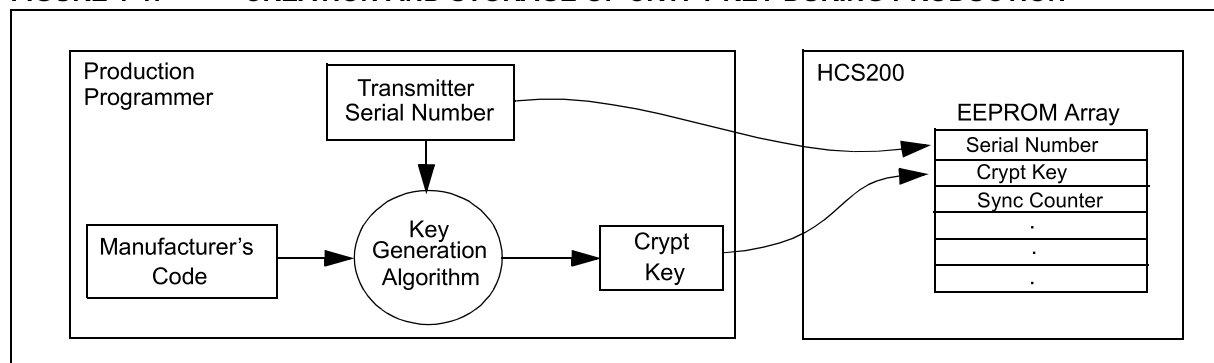 Production
Programmer
Transmitter
Serial Number
Manufacturer's
Code
Key
Generation
Algorithm
Crypt
Key
HCS200
EEPROM Array
Serial Number
Crypt Key
Sync Counter
.
.
.